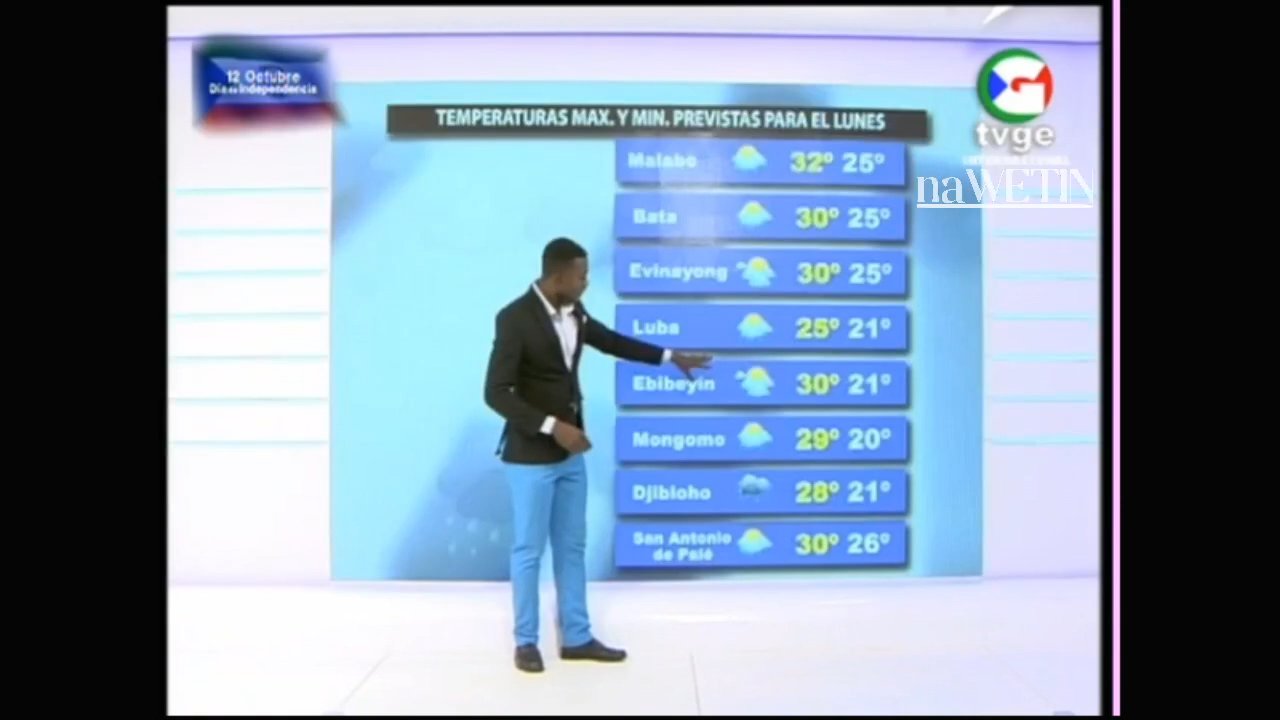 12 Octubre
Día de Independencia
TEMPERATURAS MAX. Y MIN. PREVISTAS PARA EL LUNES
tvge
INTERNACIONAL
naWETIN
Malabo 32º 25º
Bata 30º 25º
Evinayong 30º 25º
Luba 25º 21º
Ebibeyin 30º 21º
Mongomo 29º 20º
Djibloho 28º 21º
San Antonio
de Palé 30º 26º